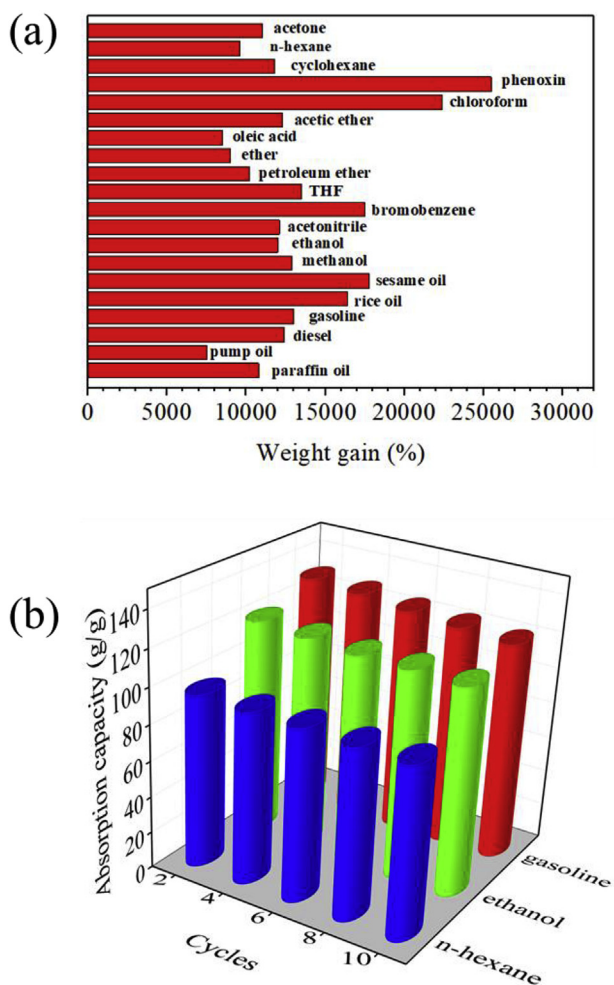 (a)
acetone
n-hexane
cyclohexane
phenoxin
chloroform
acetic ether
oleic acid
ether
petroleum ether
THF
bromobenzene
acetonitrile
ethanol
methanol
sesame oil
rice oil
gasoline
diesel
pump oil
paraffin oil
0 5000 10000 15000 20000 25000 30000
Weight gain (%)
(b)
Absorption capacity (g/g)
140
120
100
80
60
40
20
0
2 4 6 8 10
Cycles
gasoline
ethanol
n-hexane